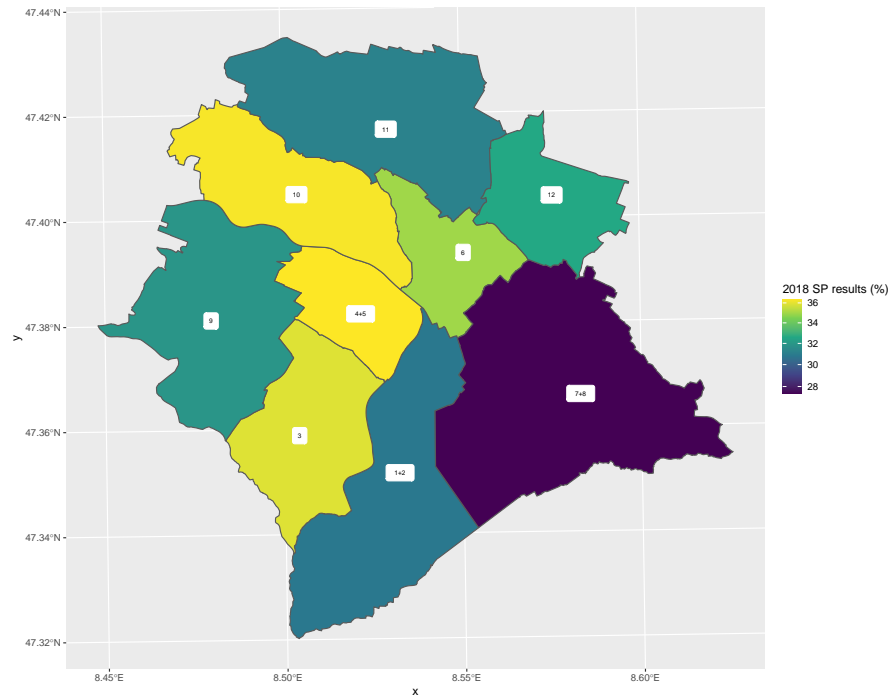 47.44°N
47.42°N
47.40°N
47.38°N
47.36°N
47.34°N
47.32°N
y
11
10
12
6
4+5
9
7+8
3
1+2
8.45°E
8.50°E
8.55°E
8.60°E
x
2018 SP results (%)
36
34
32
30
28